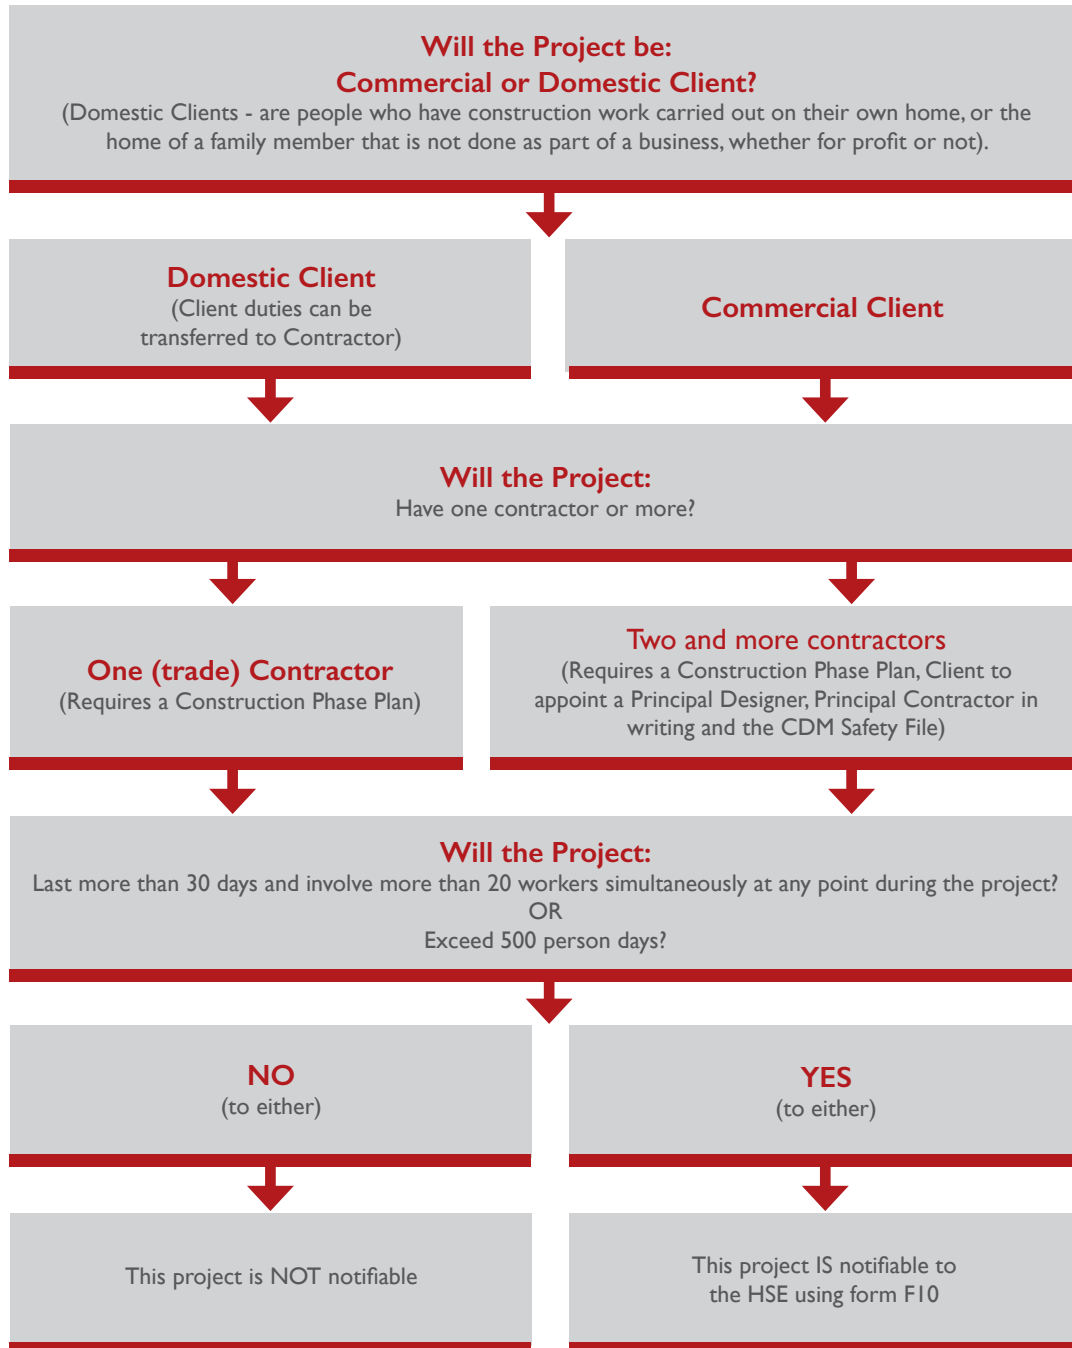 Will the Project be:
Commercial or Domestic Client?
(Domestic Clients - are people who have construction work carried out on their own home, or the
home of a family member that is not done as part of a business, whether for profit or not).
Domestic Client
(Client duties can be
transferred to Contractor)
Commercial Client
Will the Project:
Have one contractor or more?
One (trade) Contractor
(Requires a Construction Phase Plan)
Two and more contractors
(Requires a Construction Phase Plan, Client to
appoint a Principal Designer, Principal Contractor in
writing and the CDM Safety File)
Will the Project:
Last more than 30 days and involve more than 20 workers simultaneously at any point during the project?
OR
Exceed 500 person days?
NO
(to either)
YES
(to either)
This project is NOT notifiable
This project IS notifiable to
the HSE using form F10